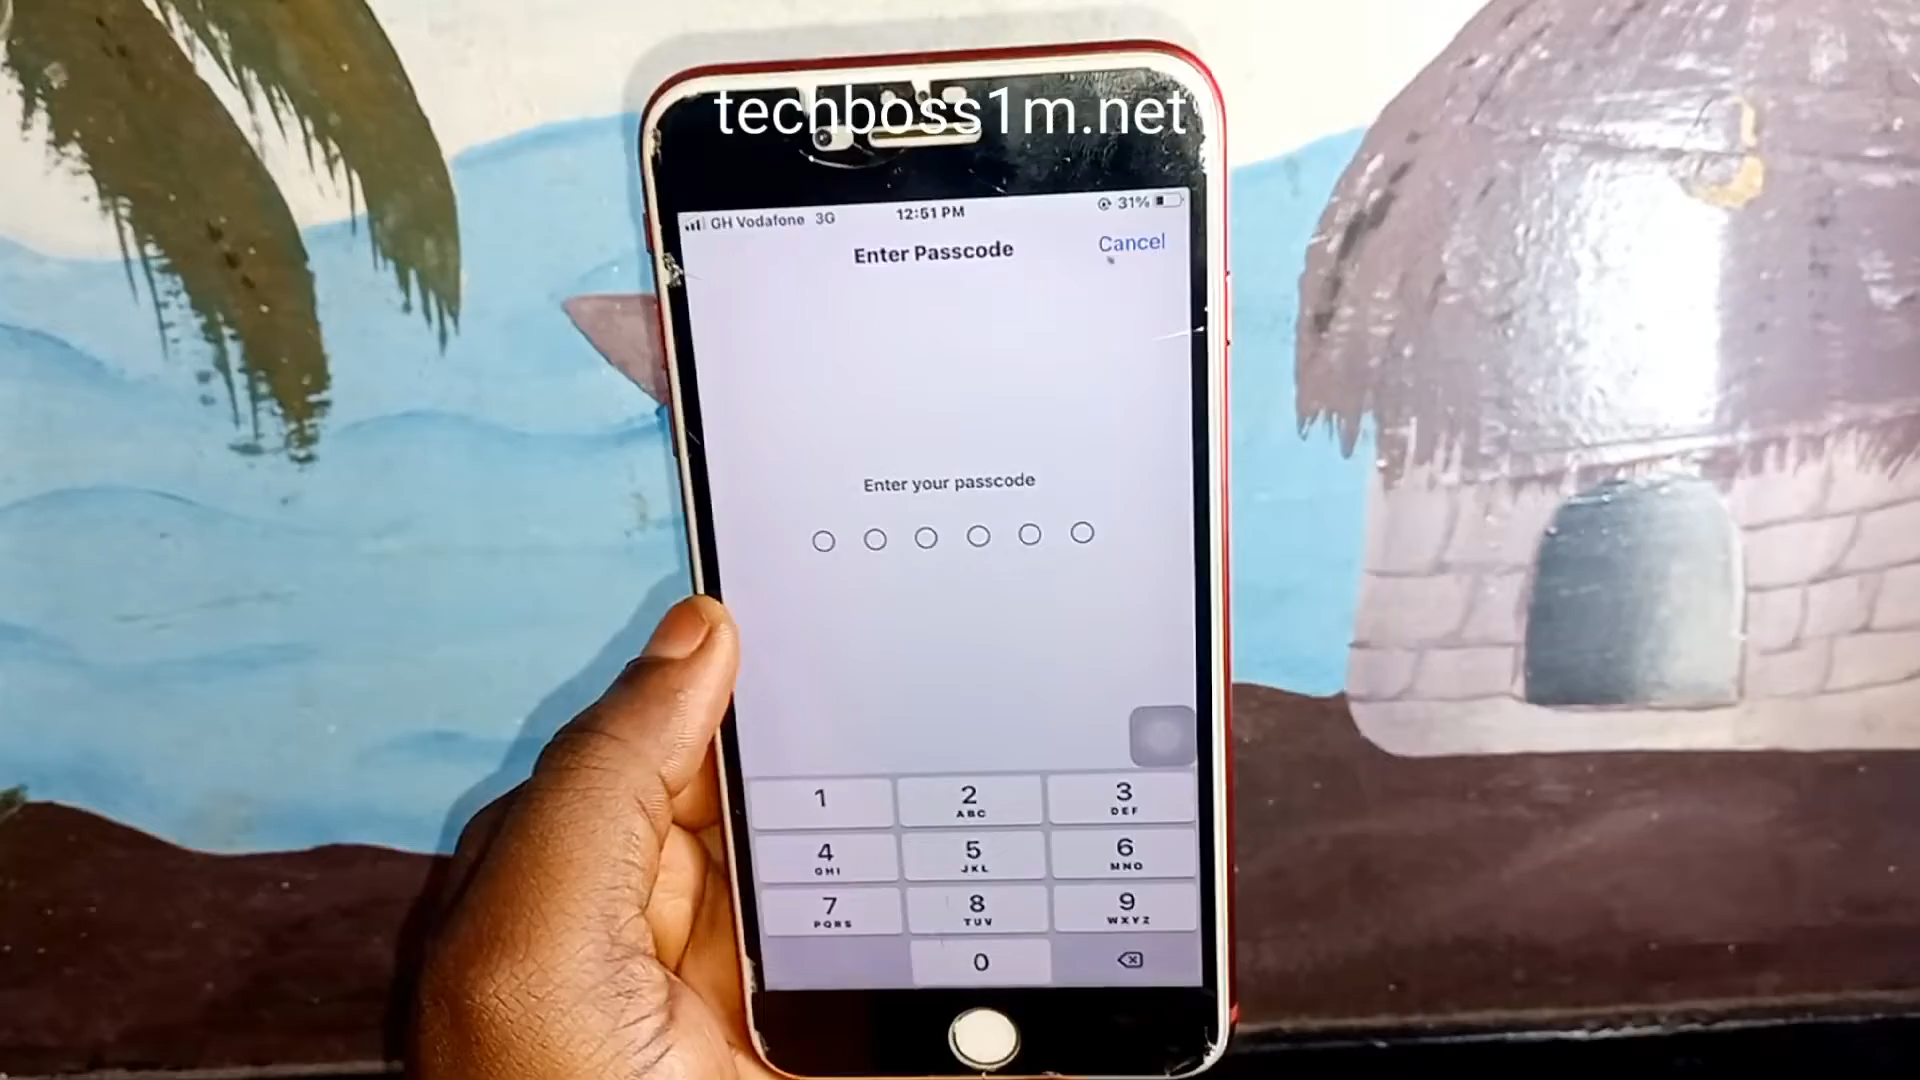 techboss1m.net
GH Vodafone 3G 12:51 PM 31%
Enter Passcode Cancel
Enter your passcode
1 2 3
ABC DEF
4 5 6
GHI JKL MNO
7 8 9
PQRS TUV WXYZ
0